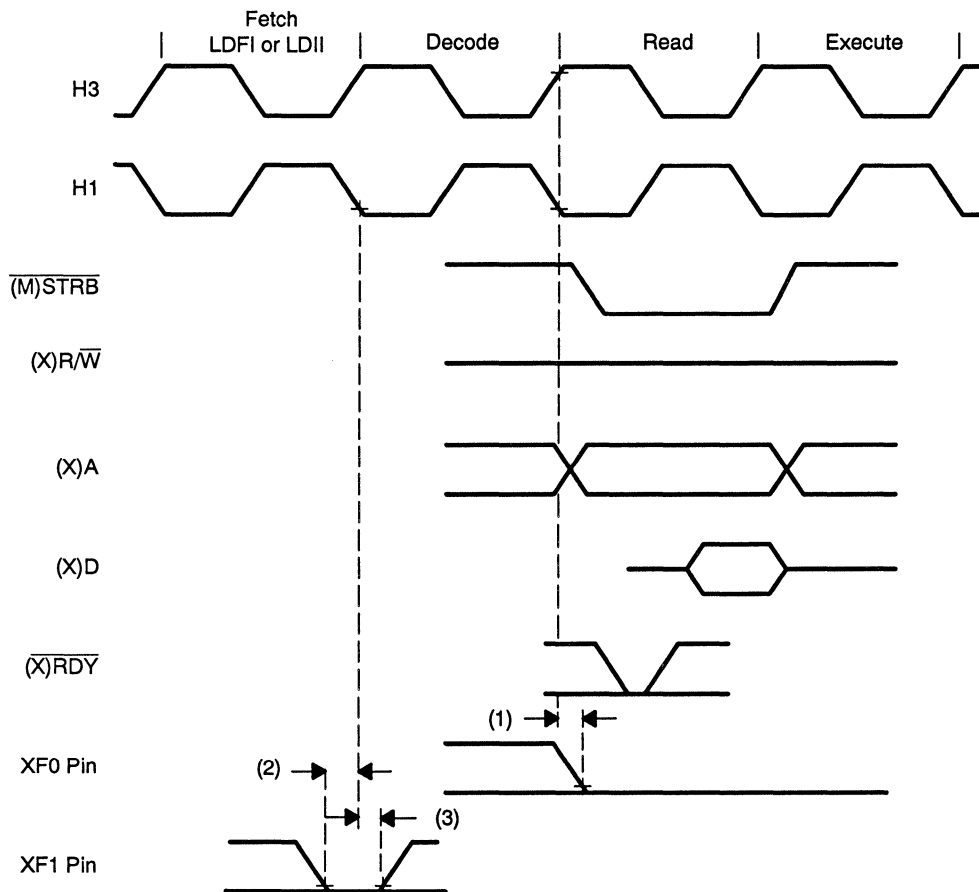 Fetch
LDFI or LDII
Decode
Read
Execute
H3
H1
(M)STRB
(X)R/W
(X)A
(X)D
(X)RDY
(1)
XF0 Pin
(2)
(3)
XF1 Pin